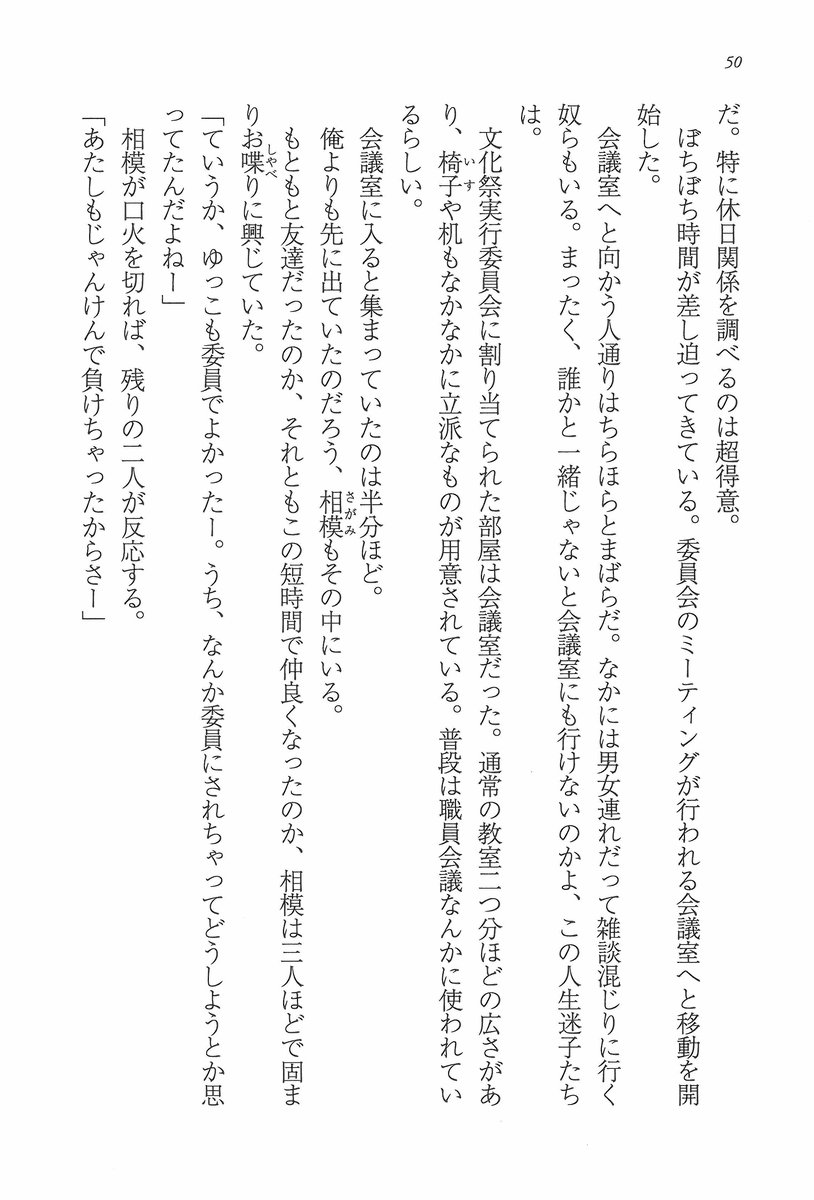 50
だ。特に休日関係を調べるのは超得意。
ぼちぼち時間が差し迫ってきている。委員会のミーティングが行われる会議室へと移動を開
始した。
会議室へと向かう人通りはちらほらとまばらだ。なかには男女連れだって雑談混じりに行く
奴らもいる。まったく、誰かと一緒じゃないと会議室にも行けないのかよ、この人生迷子たち
は。
文化祭実行委員会に割り当てられた部屋は会議室だった。通常の教室二つ分ほどの広さがあ
り、椅子や机もなかなかに立派なものが用意されている。普段は職員会議なんかに使われてい
るらしい。
会議室に入ると集まっていたのは半分ほど。
俺よりも先に出ていたのだろう、相模もその中にいる。
もともと友達だったのか、それともこの短時間で仲良くなったのか、相模は三人ほどで固ま
りお喋りに興じていた。
「ていうか、ゆっこも委員でよかったー。うち、なんか委員にされちゃってどうしようとか思
ってたんだよねー」
相模が口火を切れば、残りの二人が反応する。
「あたしもじゃんけんで負けちゃったからさー」